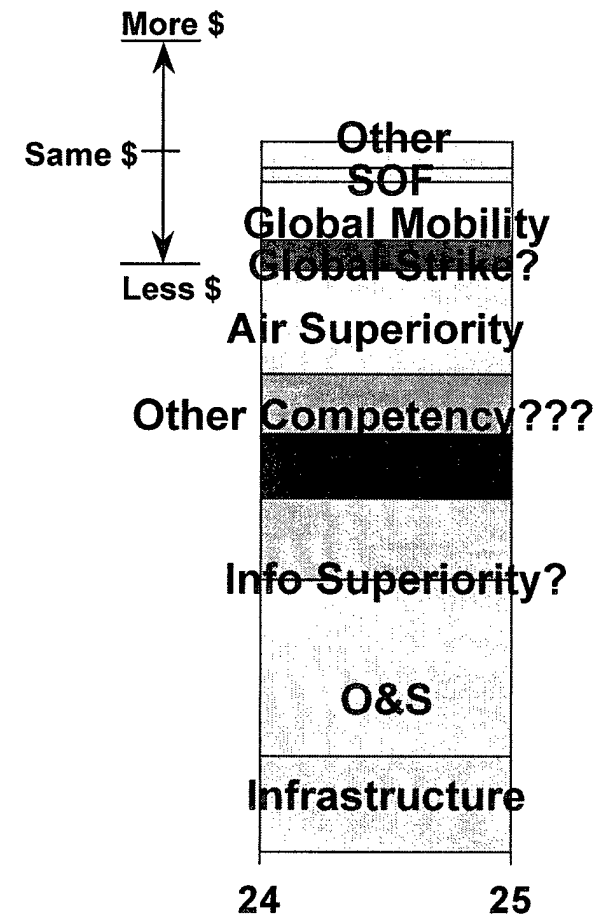 More $
Same $
Less $
Other
SOF
Global Mobility
Global Strike?
Air Superiority
Other Competency???
Info Superiority?
O&S
Infrastructure
24 25